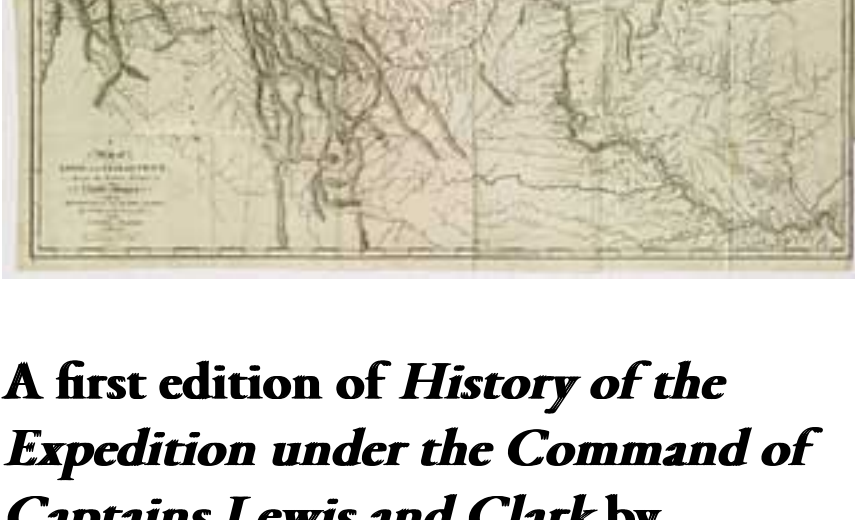 A first edition of History of the
Expedition under the Command of
Captains Lewis and Clark by